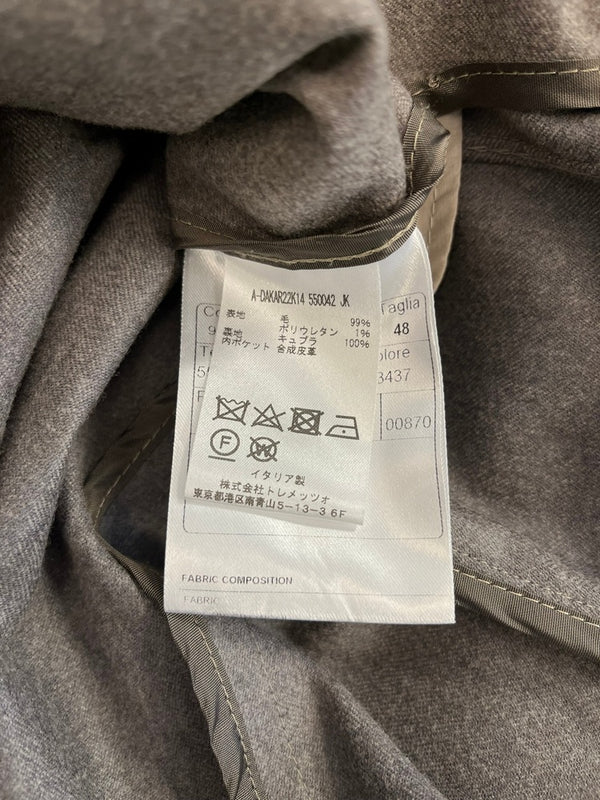 A-DAKAR22K14 550042 JK
表地 毛 99%
ポリウレタン 1%
裏地 キュプラ 100%
内ポケット 合成皮革
F
W
イタリア製
株式会社トレメッツォ
東京都港区南青山5-13-3 6F
Taglia
48
3437
00870
FABRIC COMPOSITION
FABRIC